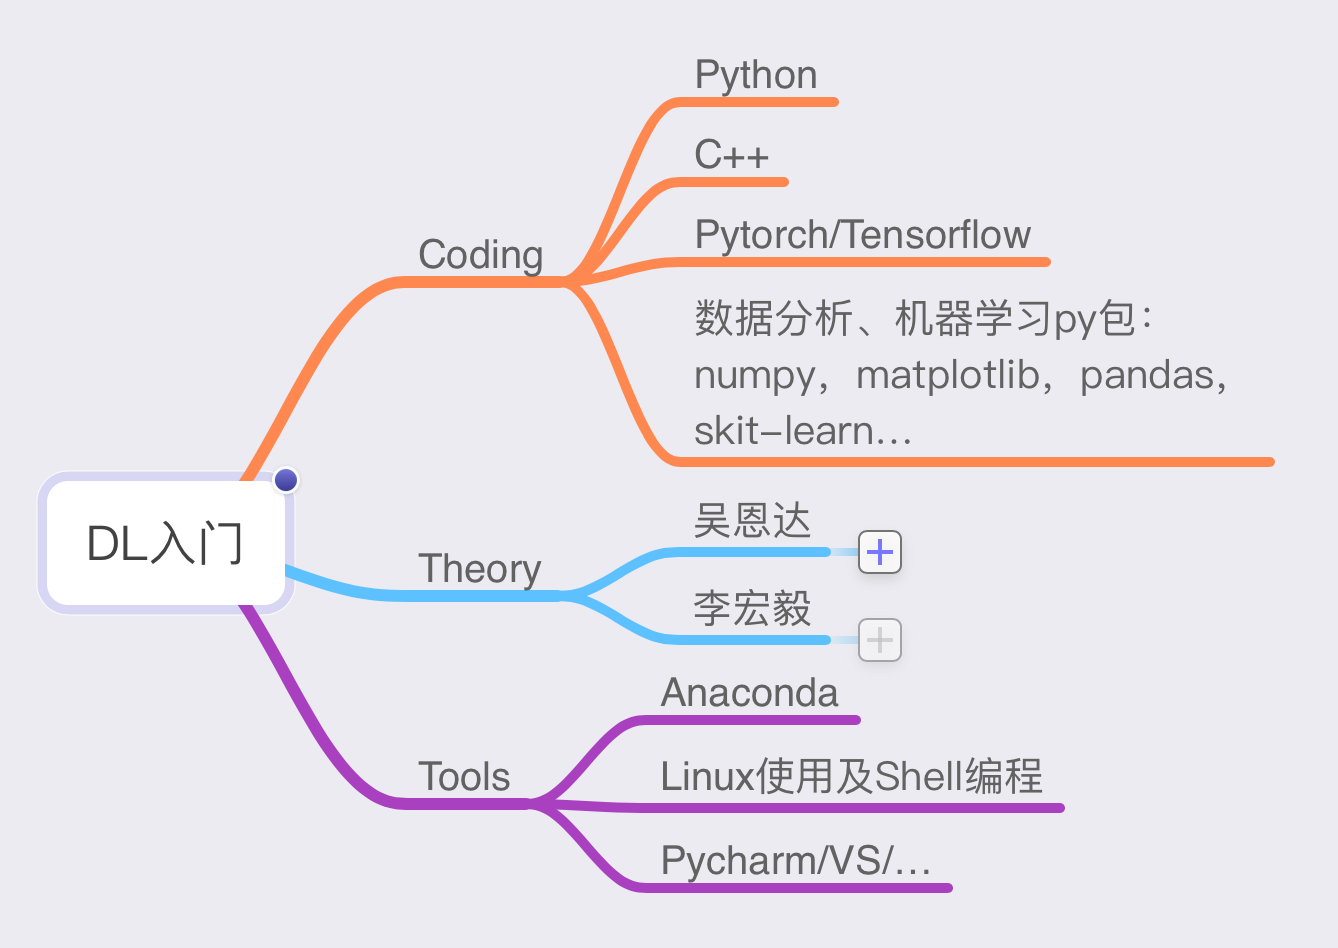 Python
C++
Pytorch/Tensorflow
Coding
数据分析、机器学习py包：
numpy，matplotlib，pandas，
skit-learn…
DL入门
吴恩达
Theory
李宏毅
Anaconda
Tools
Linux使用及Shell编程
Pycharm/VS/…